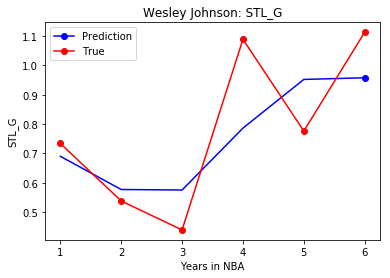 Wesley Johnson: STL_G
Prediction
True
STL_G
1.1
1.0
0.9
0.8
0.7
0.6
0.5
1 2 3 4 5 6
Years in NBA